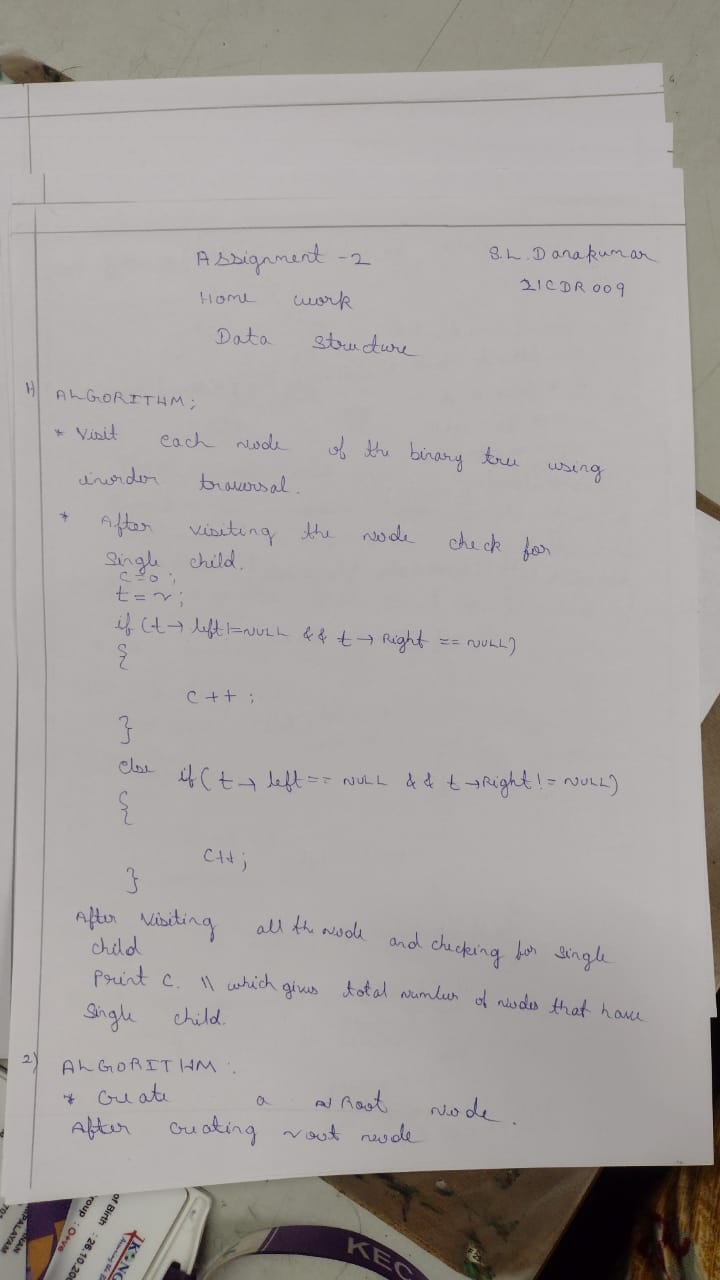 Assignment - 2
S.L. Danakumar
21CDR009
Home work
Data structure
1) ALGORITHM;
* Visit each node of the binary tree using
inorder traversal.
* After visiting the node check for
Single child.
C=0;
t=r;
if (t→left!=NULL && t→Right == NULL)
{
C++;
}
else if (t→left== NULL && t→Right!= NULL)
{
C++;
}
After Visiting all the node and checking for single
child
Print C. \\ which gives total number of nodes that have
Single child.
2) ALGORITHM:
* Create a Root Node.
After creating root node
KEC
of Birth : 26.10.200
roup : O+ve
KONG
PALAYAM